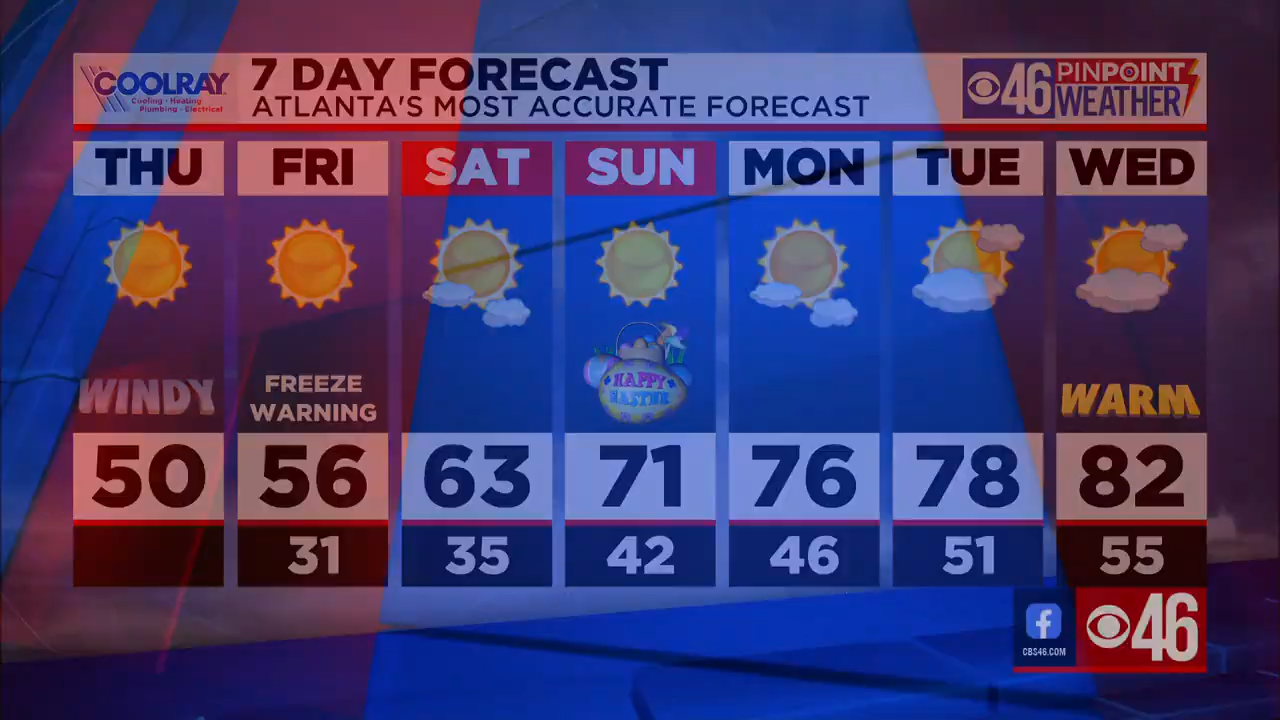 COOLRAY
Cooling • Heating
Plumbing • Electrical
7 DAY FORECAST
ATLANTA'S MOST ACCURATE FORECAST
46 PINPOINT WEATHER
THU FRI SAT SUN MON TUE WED
HAPPY
EASTER
WINDY
FREEZE
WARNING
WARM
50 56 63 71 76 78 82
31 35 42 46 51 55
f
CBS46.COM
46